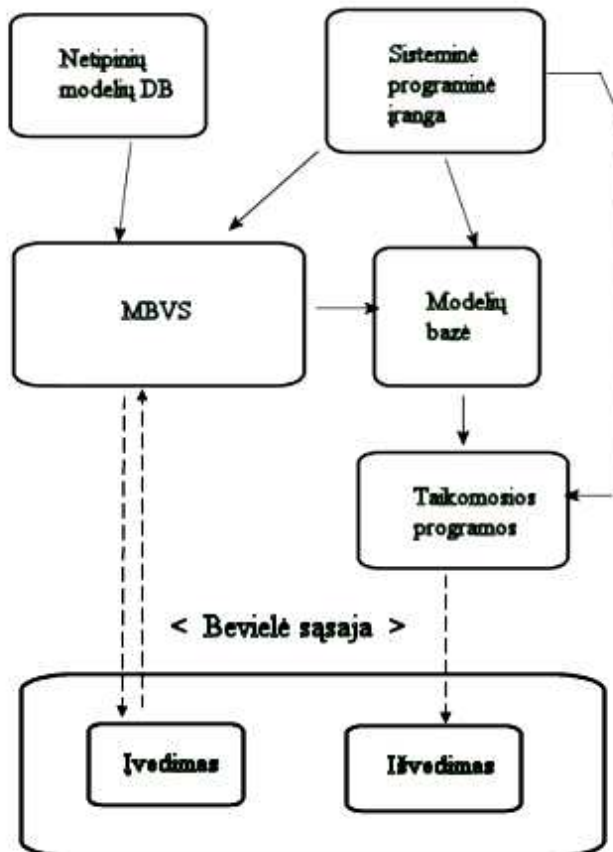 Netipinių
modelių DB
Sisteminė
programinė
įranga
MBVS
Modelių
bazė
Taikomosios
programos
< Bevielė sąsaja >
Įvedimas
Išvedimas